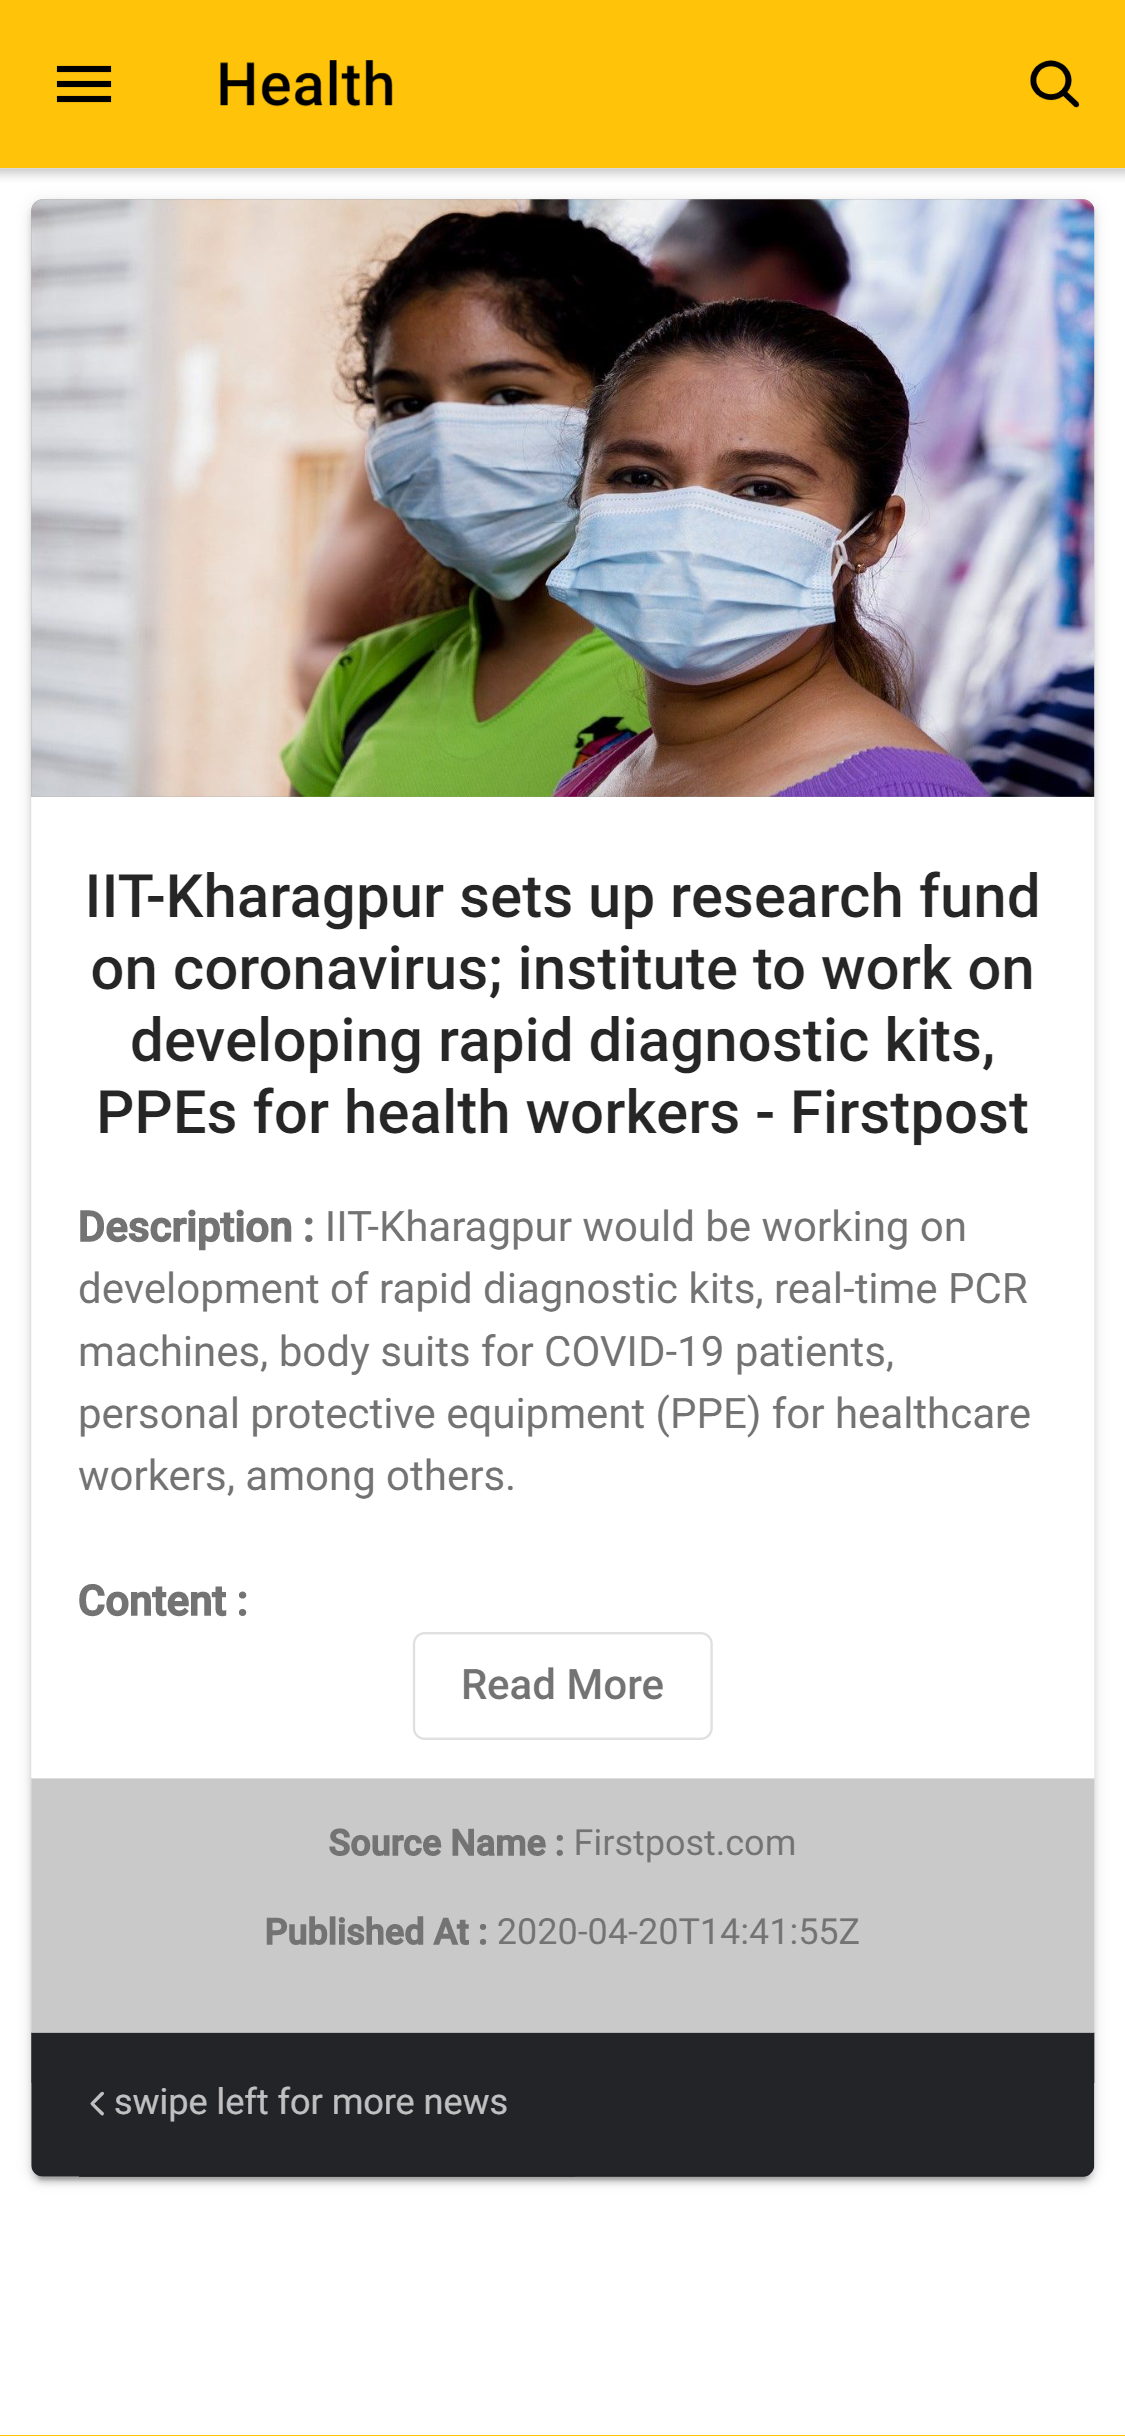 Health
IIT-Kharagpur sets up research fund
on coronavirus; institute to work on
developing rapid diagnostic kits,
PPEs for health workers - Firstpost
Description : IIT-Kharagpur would be working on
development of rapid diagnostic kits, real-time PCR
machines, body suits for COVID-19 patients,
personal protective equipment (PPE) for healthcare
workers, among others.
Content :
Read More
Source Name : Firstpost.com
Published At : 2020-04-20T14:41:55Z
swipe left for more news